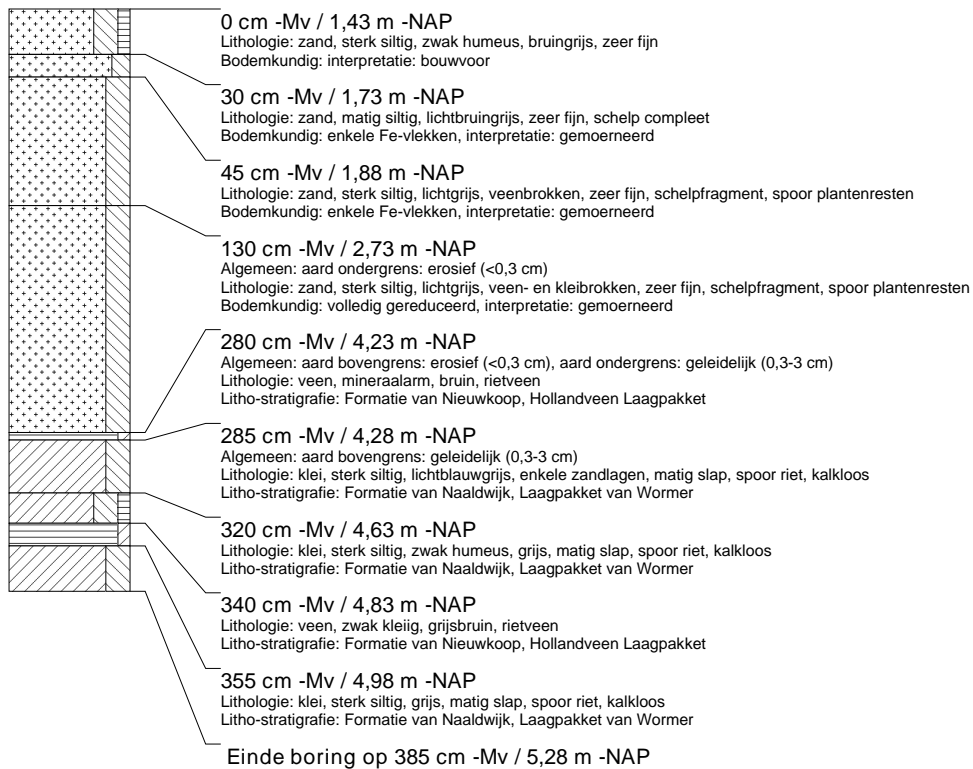 0 cm -Mv / 1,43 m -NAP
Lithologie: zand, sterk siltig, zwak humeus, bruingrijs, zeer fijn
Bodemkundig: interpretatie: bouwvoor
30 cm -Mv / 1,73 m -NAP
Lithologie: zand, matig siltig, lichtbruingrijs, zeer fijn, schelp compleet
Bodemkundig: enkele Fe-vlekken, interpretatie: gemoerneerd
45 cm -Mv / 1,88 m -NAP
Lithologie: zand, sterk siltig, lichtgrijs, veenbrokken, zeer fijn, schelpfragment, spoor plantenresten
Bodemkundig: enkele Fe-vlekken, interpretatie: gemoerneerd
130 cm -Mv / 2,73 m -NAP
Algemeen: aard ondergrens: erosief (<0,3 cm)
Lithologie: zand, sterk siltig, lichtgrijs, veen- en kleibrokken, zeer fijn, schelpfragment, spoor plantenresten
Bodemkundig: volledig gereduceerd, interpretatie: gemoerneerd
280 cm -Mv / 4,23 m -NAP
Algemeen: aard bovengrens: erosief (<0,3 cm), aard ondergrens: geleidelijk (0,3-3 cm)
Lithologie: veen, mineraalarm, bruin, rietveen
Litho-stratigrafie: Formatie van Nieuwkoop, Hollandveen Laagpakket
285 cm -Mv / 4,28 m -NAP
Algemeen: aard bovengrens: geleidelijk (0,3-3 cm)
Lithologie: klei, sterk siltig, lichtblauwgrijs, enkele zandlagen, matig slap, spoor riet, kalkloos
Litho-stratigrafie: Formatie van Naaldwijk, Laagpakket van Wormer
320 cm -Mv / 4,63 m -NAP
Lithologie: klei, sterk siltig, zwak humeus, grijs, matig slap, spoor riet, kalkloos
Litho-stratigrafie: Formatie van Naaldwijk, Laagpakket van Wormer
340 cm -Mv / 4,83 m -NAP
Lithologie: veen, zwak kleiig, grijsbruin, rietveen
Litho-stratigrafie: Formatie van Nieuwkoop, Hollandveen Laagpakket
355 cm -Mv / 4,98 m -NAP
Lithologie: klei, sterk siltig, grijs, matig slap, spoor riet, kalkloos
Litho-stratigrafie: Formatie van Naaldwijk, Laagpakket van Wormer
Einde boring op 385 cm -Mv / 5,28 m -NAP